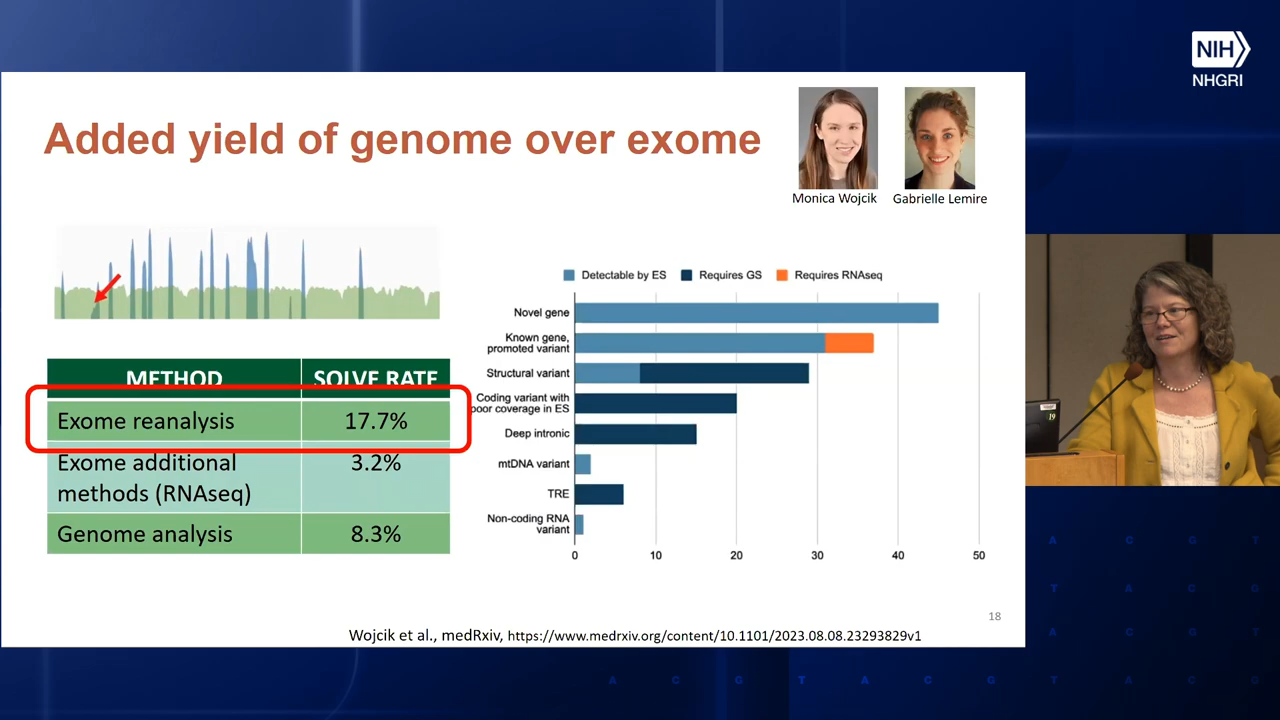 NIH
NHGRI
Added yield of genome over exome
Monica Wojcik
Gabrielle Lemire
METHOD SOLVE RATE
Exome reanalysis 17.7%
Exome additional 3.2%
methods (RNAseq)
Genome analysis 8.3%
Detectable by ES Requires GS Requires RNAseq
Novel gene
Known gene,
promoted variant
Structural variant
Coding variant with
poor coverage in ES
Deep intronic
mtDNA variant
TRE
Non-coding RNA
variant
0 10 20 30 40 50
18
Wojcik et al., medRxiv, https://www.medrxiv.org/content/10.1101/2023.08.08.23293829v1
19
A C G T
A C G T
A C G T
A C G T A C G T